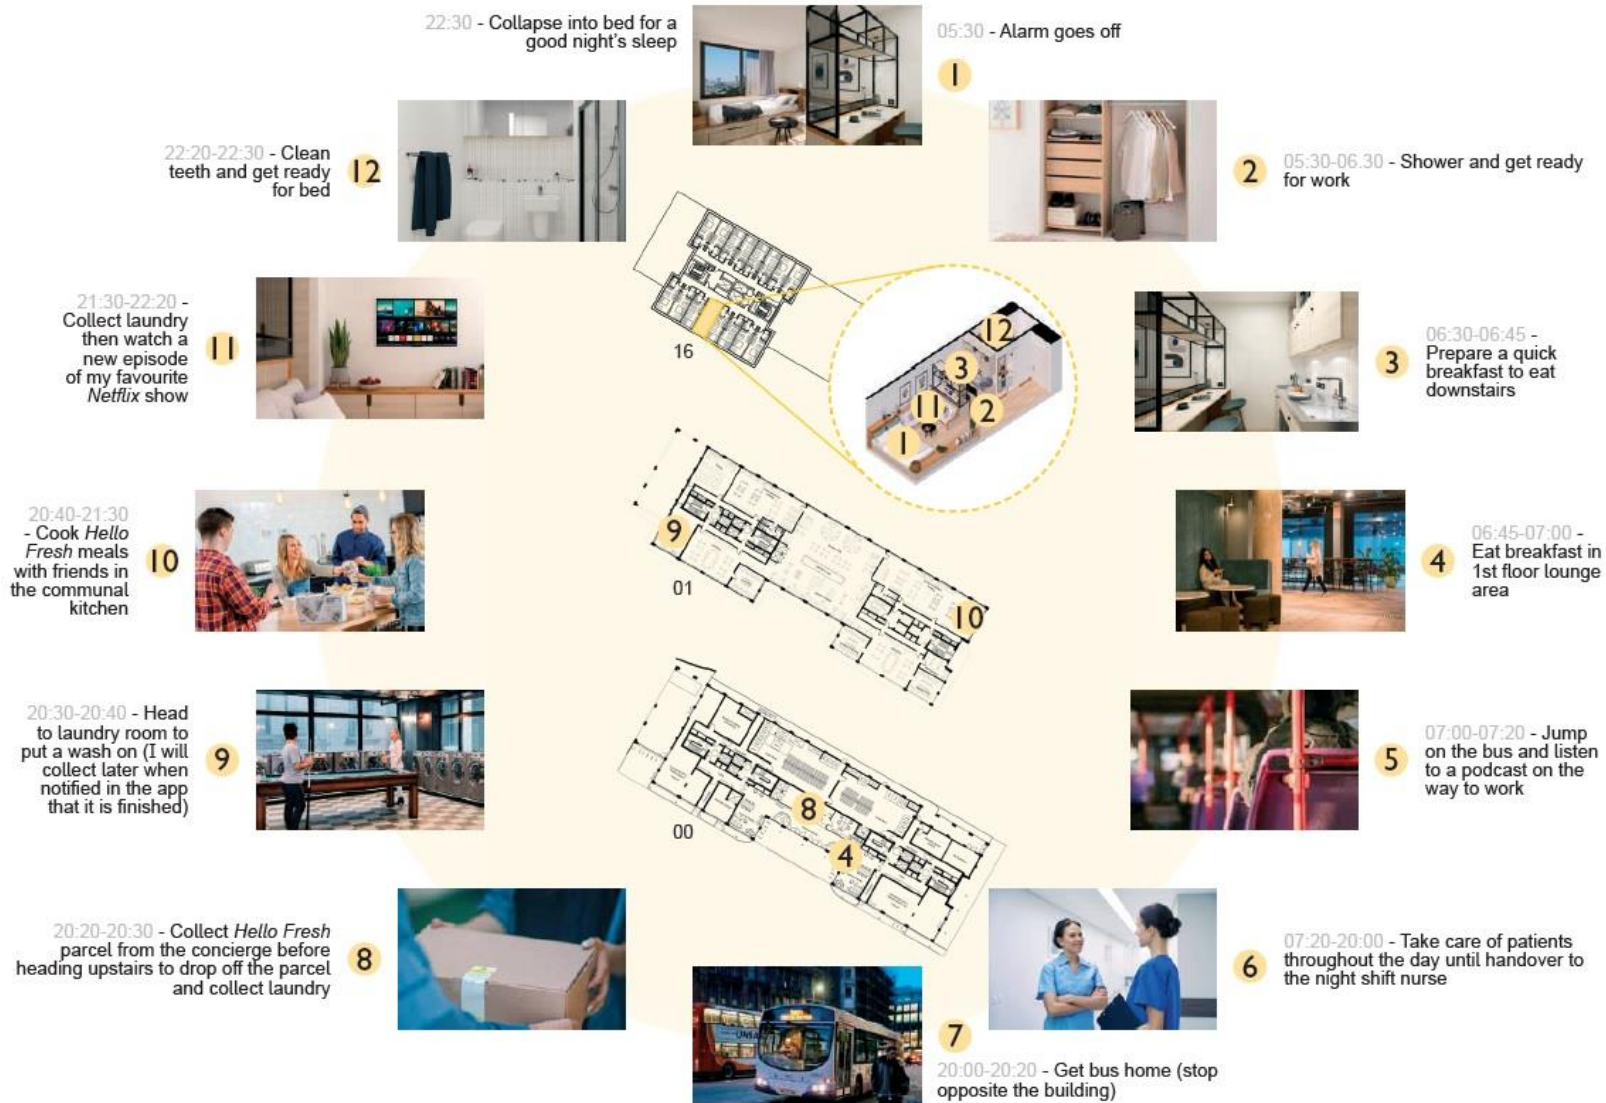 22:30 - Collapse into bed for a
good night's sleep
05:30 - Alarm goes off
1
2
05:30-06.30 - Shower and get ready
for work
3
06:30-06:45 -
Prepare a quick
breakfast to eat
downstairs
4
06:45-07:00 -
Eat breakfast in
1st floor lounge
area
5
07:00-07:20 - Jump
on the bus and listen
to a podcast on the
way to work
6
07:20-20:00 - Take care of patients
throughout the day until handover to
the night shift nurse
7
20:00-20:20 - Get bus home (stop
opposite the building)
20:20-20:30 - Collect Hello Fresh
parcel from the concierge before
heading upstairs to drop off the parcel
and collect laundry
8
20:30-20:40 - Head
to laundry room to
put a wash on (I will
collect later when
notified in the app
that it is finished)
9
20:40-21:30
- Cook Hello
Fresh meals
with friends in
the communal
kitchen
10
21:30-22:20 -
Collect laundry
then watch a
new episode
of my favourite
Netflix show
11
22:20-22:30 - Clean
teeth and get ready
for bed
12
16
12
3
11
2
1
9
01
10
8
00
4